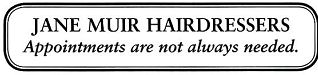 JANE MUIR HAIRDRESSERS
Appointments are not always needed.